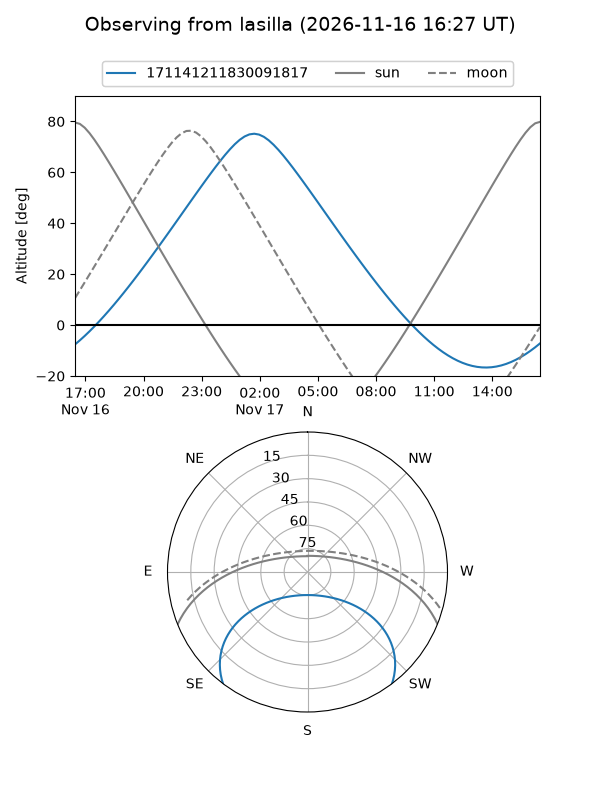 Observing from lasilla (2026-11-16 16:27 UT)
171141211830091817 sun moon
80
60
40
20
0
−20
Altitude [deg]
17:00 20:00 23:00 02:00 05:00 08:00 11:00 14:00
Nov 16 Nov 17
N
NE NW
15
30
45
60
75
E W
SE SW
S